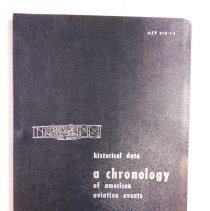 AFP 210-1-1
historical data
a chronology
of american
aviation events